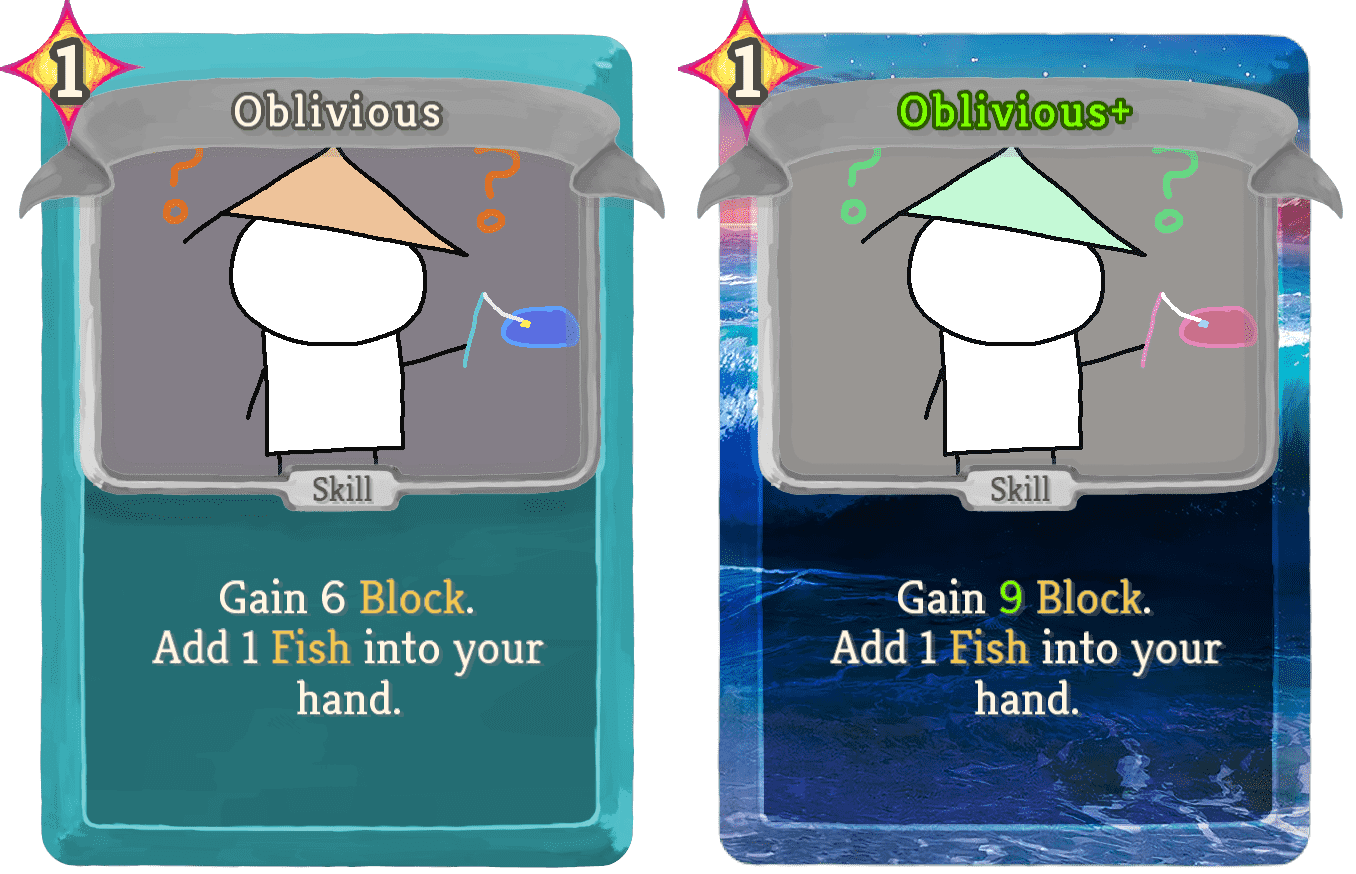 1
Oblivious
? ?
Skill
Gain 6 Block.
Add 1 Fish into your
hand.
1
Oblivious+
? ?
Skill
Gain 9 Block.
Add 1 Fish into your
hand.